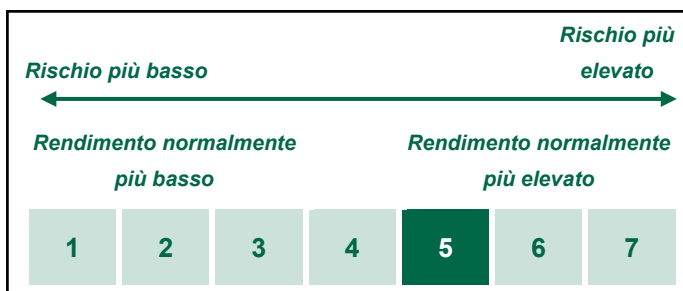 Rischio più basso
Rischio più
elevato
Rendimento normalmente
più basso
Rendimento normalmente
più elevato
1 2 3 4 5 6 7